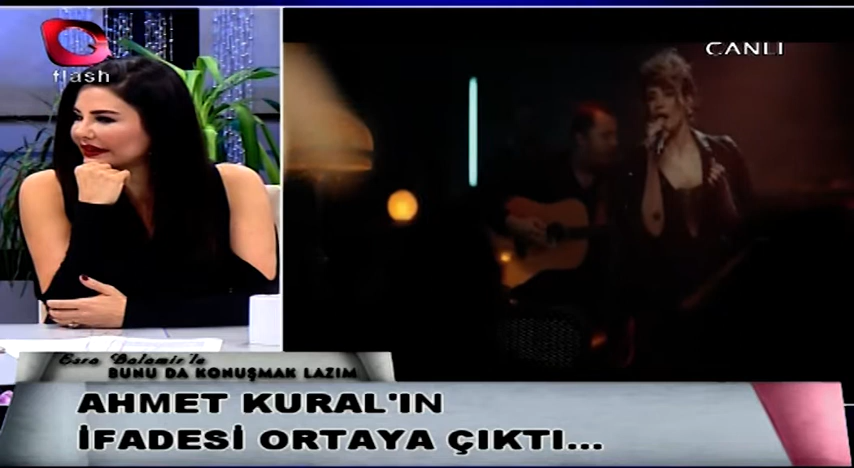 flash
CANLI
Esra Balamir'le
BUNU DA KONUŞMAK LAZIM
AHMET KURAL'IN
İFADESİ ORTAYA ÇIKTI...